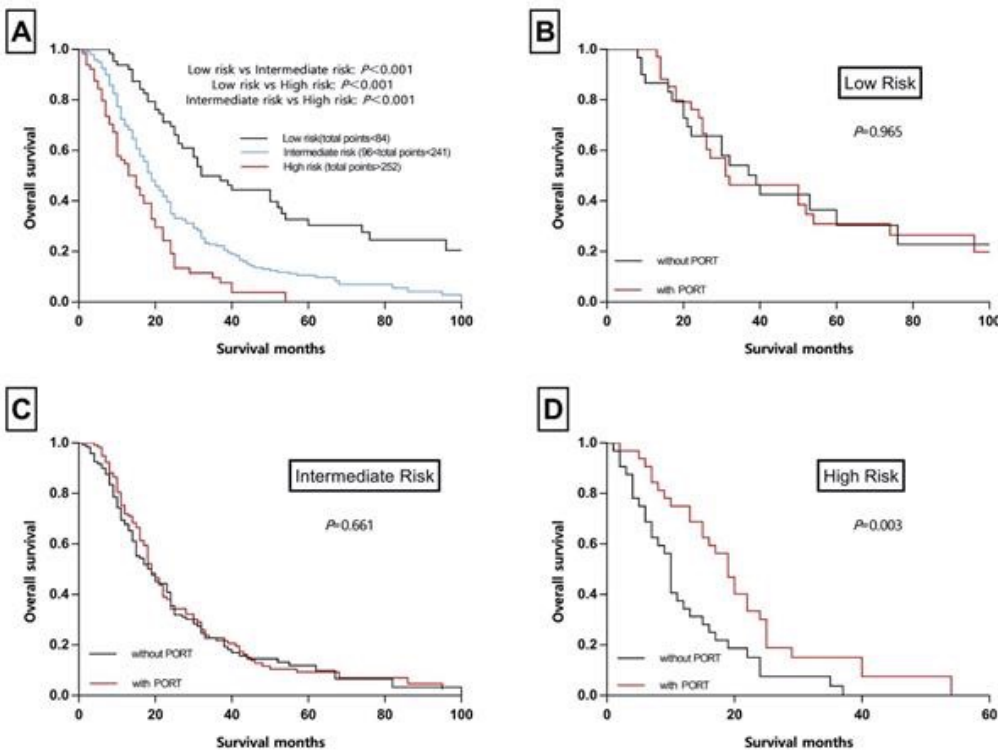 A
1.0
0.8
0.6
0.4
0.2
0.0
Overall survival
Low risk vs Intermediate risk: P<0.001
Low risk vs High risk: P<0.001
Intermediate risk vs High risk: P<0.001
Low risk(total points<84)
Intermediate risk (96<total points<241)
High risk (total points>252)
0 20 40 60 80 100
Survival months
B
1.0
0.8
0.6
0.4
0.2
0.0
Overall survival
Low Risk
P=0.965
without PORT
with PORT
0 20 40 60 80 100
Survival months
C
1.0
0.8
0.6
0.4
0.2
0.0
Overall survival
Intermediate Risk
P=0.661
without PORT
with PORT
0 20 40 60 80 100
Survival months
D
1.0
0.8
0.6
0.4
0.2
0.0
Overall survival
High Risk
P=0.003
without PORT
with PORT
0 20 40 60
Survival months